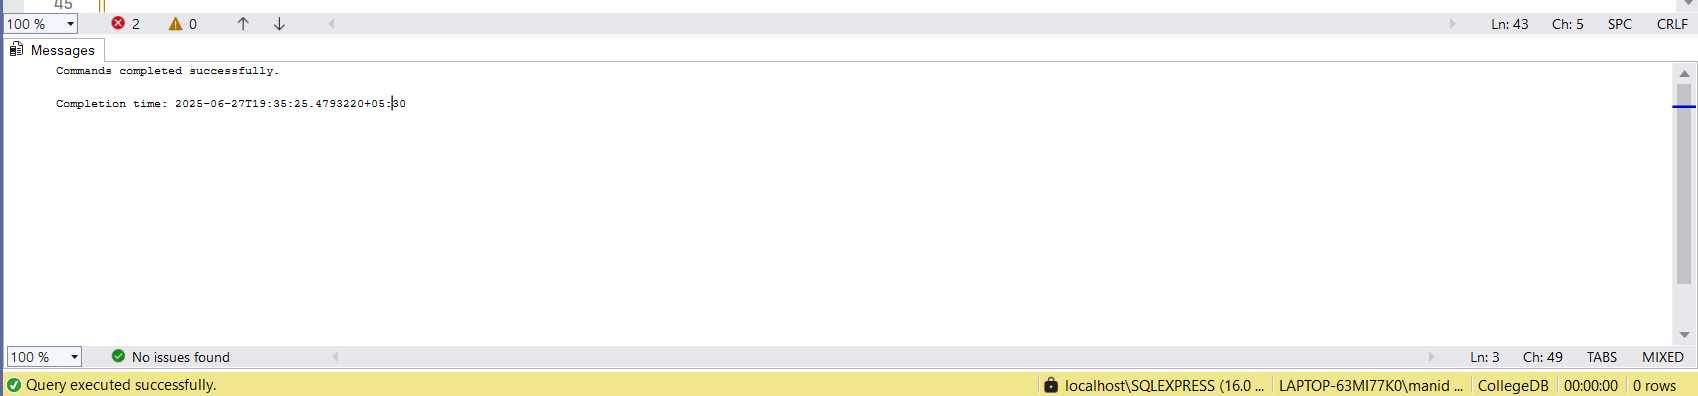 45
100 % 2 0 Ln: 43 Ch: 5 SPC CRLF
Messages
Commands completed successfully.
Completion time: 2025-06-27T19:35:25.4793220+05:30
100 % No issues found Ln: 3 Ch: 49 TABS MIXED
Query executed successfully. localhost\SQLEXPRESS (16.0 ... LAPTOP-63MI77K0\manid ... CollegeDB 00:00:00 0 rows